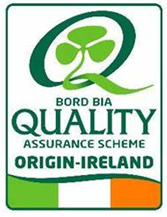 BORD BIA
QUALITY
ASSURANCE SCHEME
ORIGIN-IRELAND